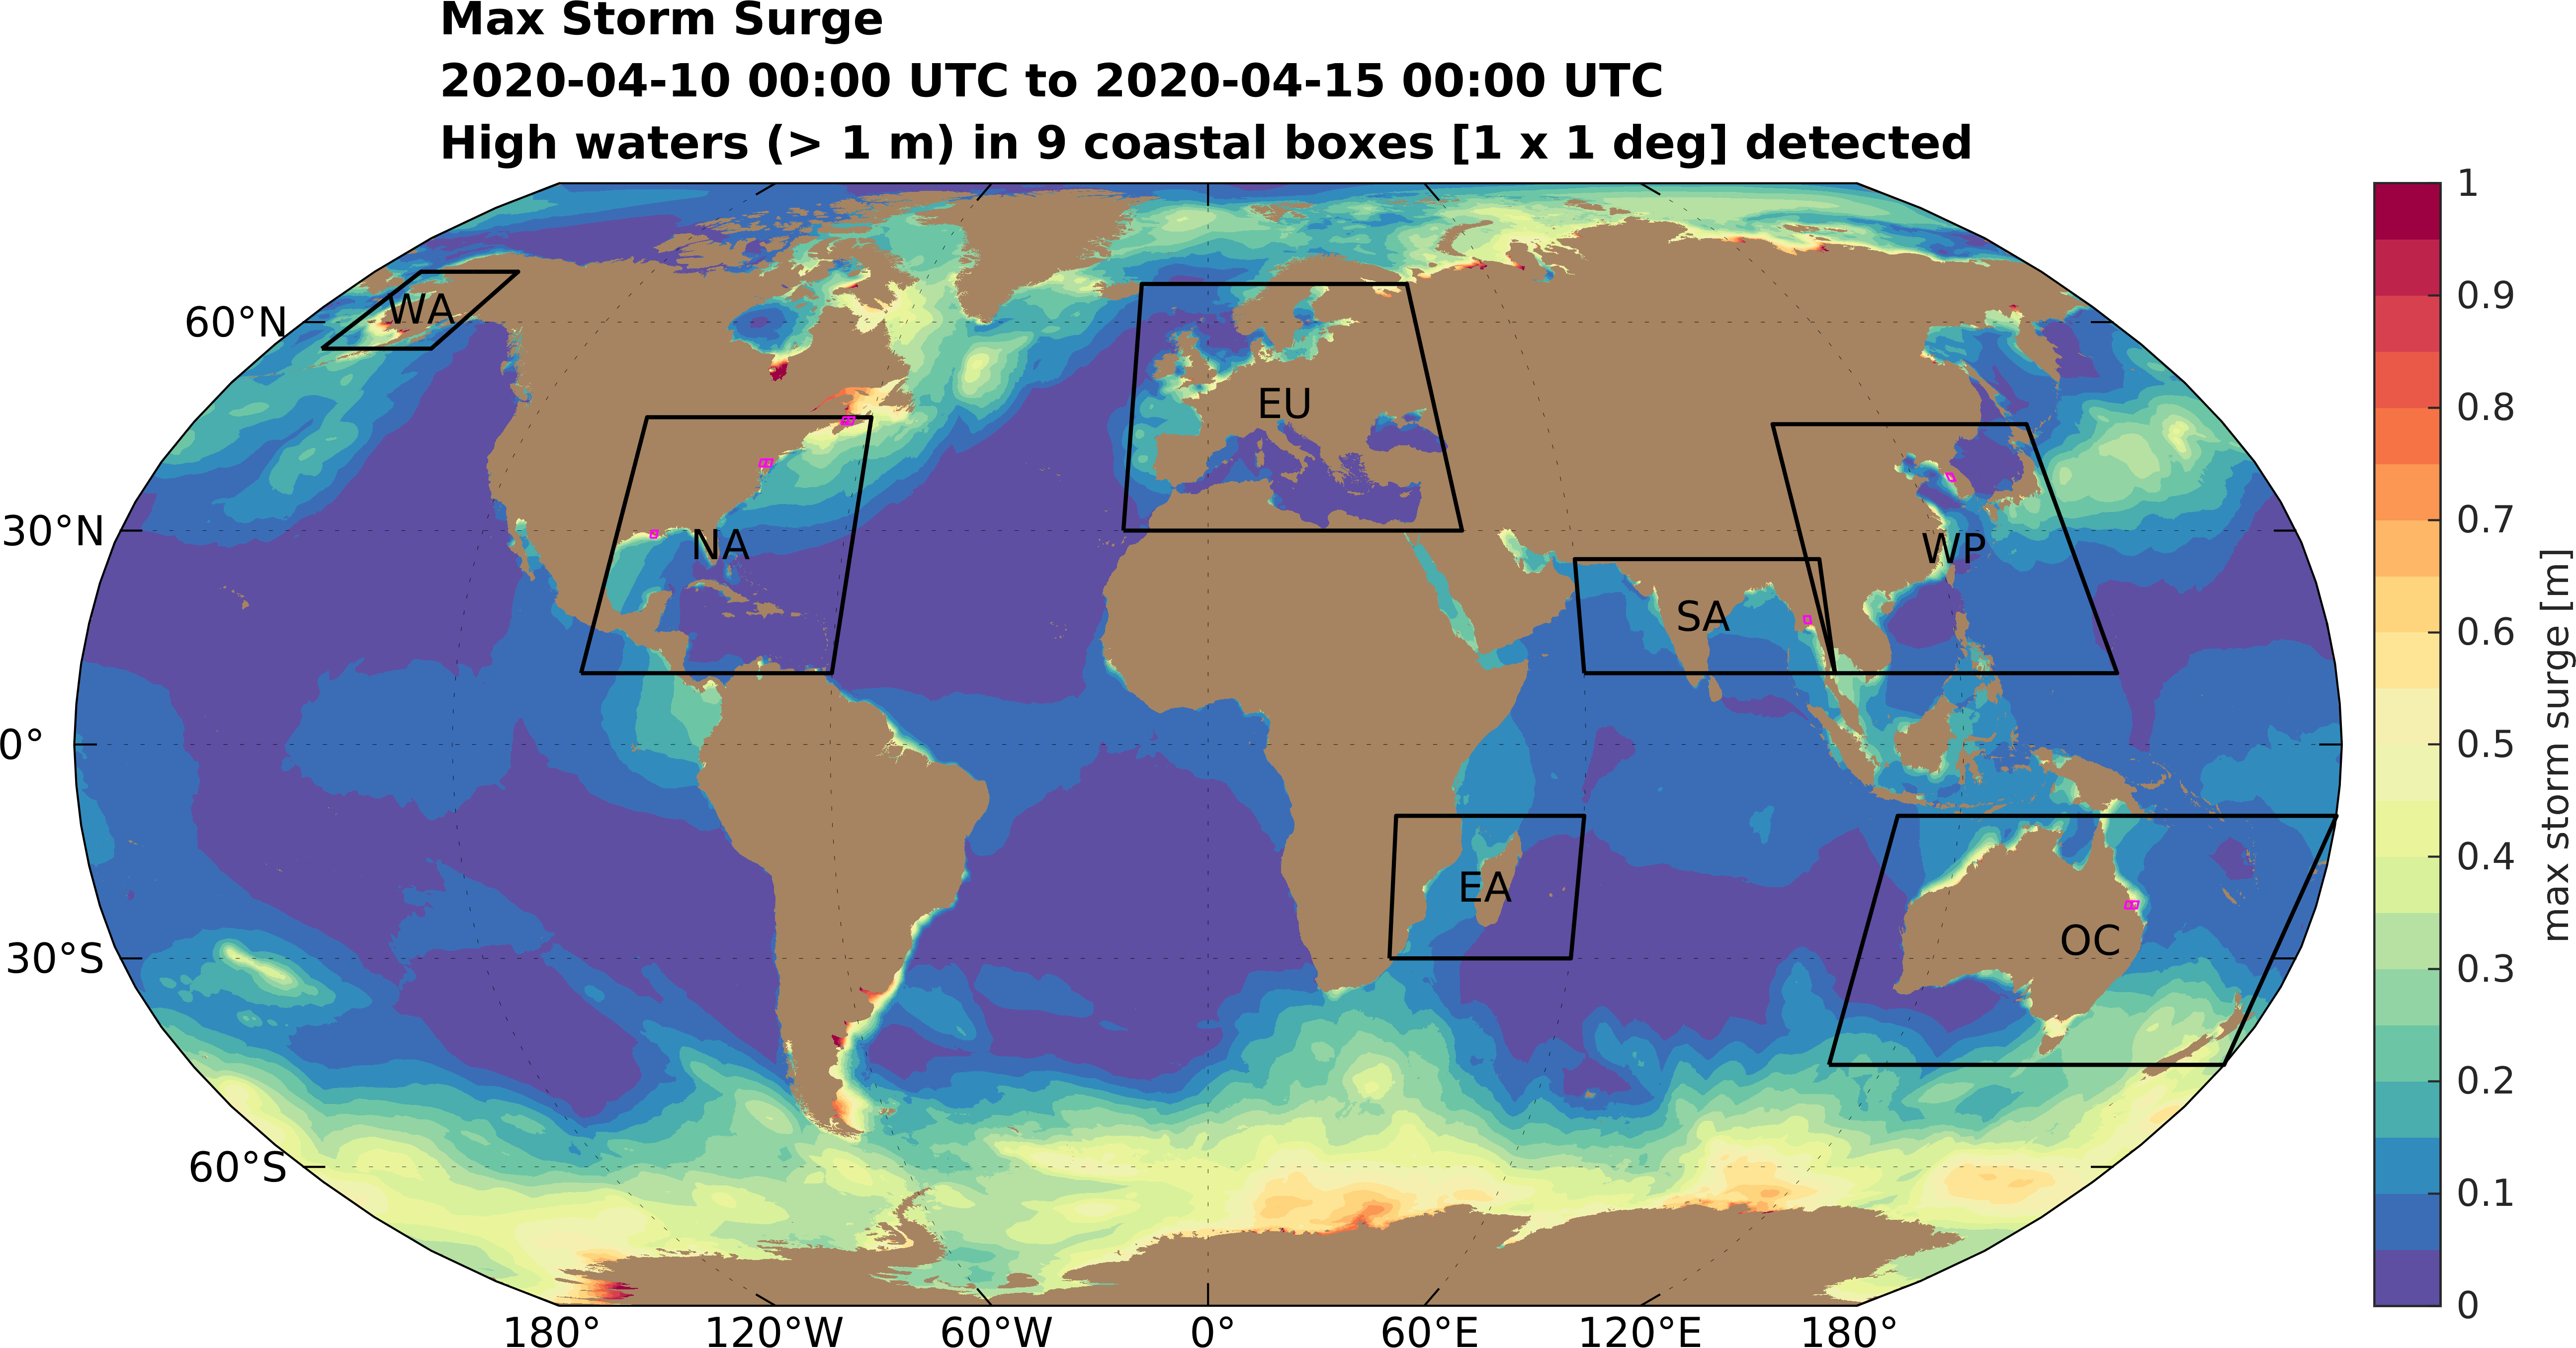 Max Storm Surge
2020-04-10 00:00 UTC to 2020-04-15 00:00 UTC
High waters (> 1 m) in 9 coastal boxes [1 x 1 deg] detected
60°N
30°N
0°
30°S
60°S
WA
NA
EU
SA
WP
EA
OC
180°
120°W
60°W
0°
60°E
120°E
180°
1
0.9
0.8
0.7
0.6
0.5
0.4
0.3
0.2
0.1
0
max storm surge [m]